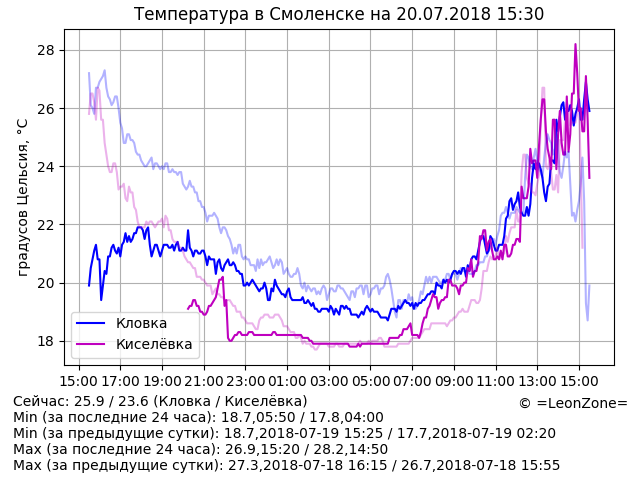 Температура в Смоленске на 20.07.2018 15:30
градусов Цельсия, °C
28
26
24
22
20
18
Кловка
Киселёвка
15:00 17:00 19:00 21:00 23:00 01:00 03:00 05:00 07:00 09:00 11:00 13:00 15:00
Сейчас: 25.9 / 23.6 (Кловка / Киселёвка)
© =LeonZone=
Min (за последние 24 часа): 18.7,05:50 / 17.8,04:00
Min (за предыдущие сутки): 18.7,2018-07-19 15:25 / 17.7,2018-07-19 02:20
Max (за последние 24 часа): 26.9,15:20 / 28.2,14:50
Max (за предыдущие сутки): 27.3,2018-07-18 16:15 / 26.7,2018-07-18 15:55